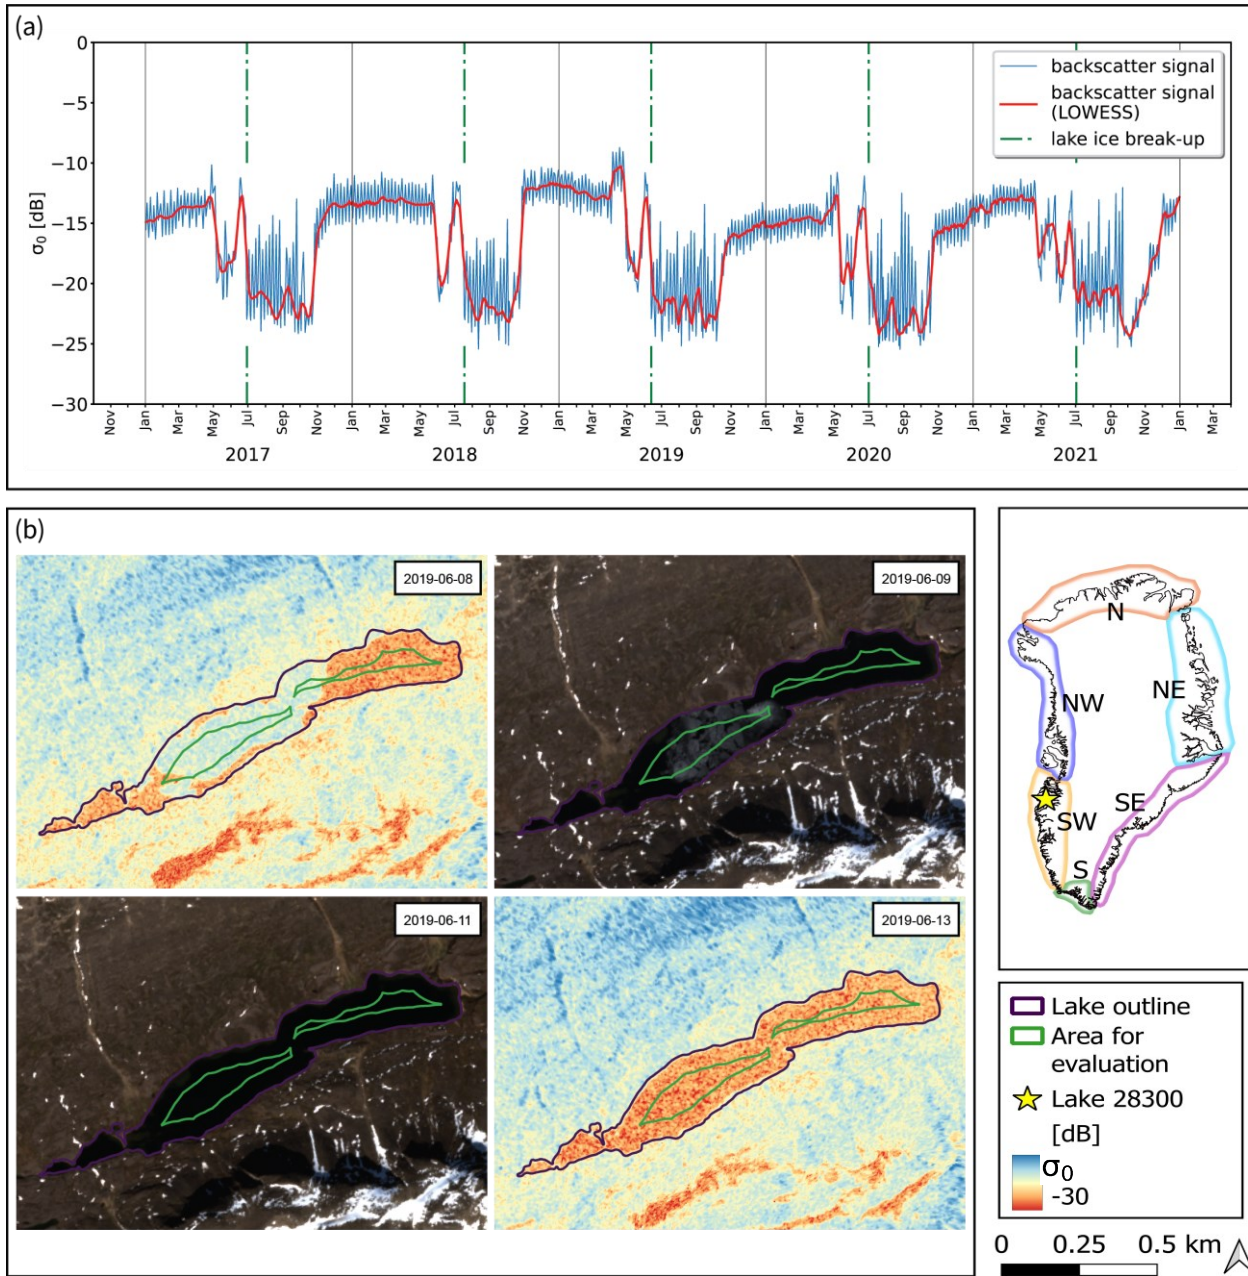 (a)
0
−5
−10
−15
−20
−25
−30
σ₀ [dB]
backscatter signal
backscatter signal
(LOWESS)
lake ice break-up
Nov Jan Mar May Jul Sep Nov Jan Mar May Jul Sep Nov Jan Mar May Jul Sep Nov Jan Mar May Jul Sep Nov Jan Mar May Jul Sep Nov Jan Mar
2017 2018 2019 2020 2021
(b)
2019-06-08
2019-06-09
2019-06-11
2019-06-13
N
NW
NE
SW
SE
S
Lake outline
Area for
evaluation
Lake 28300
[dB]
σ₀
-30
0 0.25 0.5 km